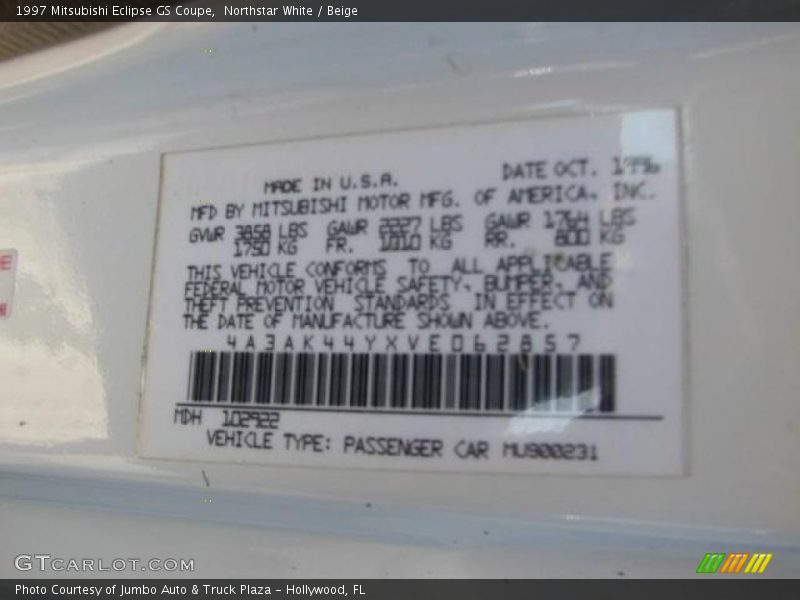 1997 Mitsubishi Eclipse GS Coupe, Northstar White / Beige
MADE IN U.S.A. DATE OCT. 1996
MFD BY MITSUBISHI MOTOR MFG. OF AMERICA, INC.
GVWR 3858 LBS GAWR 2227 LBS GAWR 1764 LBS
1750 KG FR. 1010 KG RR. 800 KG
THIS VEHICLE CONFORMS TO ALL APPLICABLE
FEDERAL MOTOR VEHICLE SAFETY, BUMPER, AND
THEFT PREVENTION STANDARDS IN EFFECT ON
THE DATE OF MANUFACTURE SHOWN ABOVE.
4A3AK44YXVE062857
MDH 102922
VEHICLE TYPE: PASSENGER CAR MU900231
GTCARLOT.COM
Photo Courtesy of Jumbo Auto & Truck Plaza - Hollywood, FL